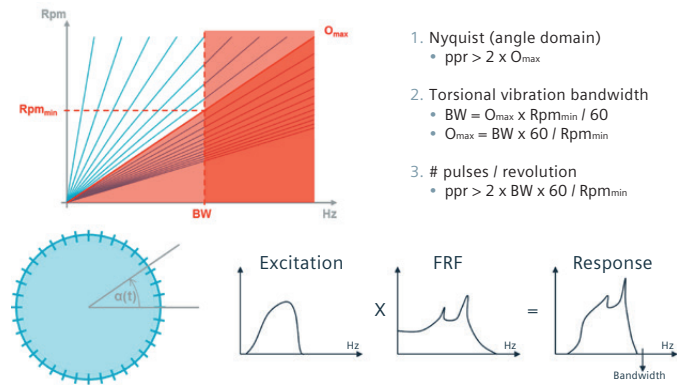 Rpm
Omax
Rpmmin
BW
Hz
1. Nyquist (angle domain)
• ppr > 2 x Omax
2. Torsional vibration bandwidth
• BW = Omax x Rpmmin / 60
• Omax = BW x 60 / Rpmmin
3. # pulses / revolution
• ppr > 2 x BW x 60 / Rpmmin
α(t)
Excitation
Hz
X
FRF
Hz
=
Response
Hz
Bandwidth